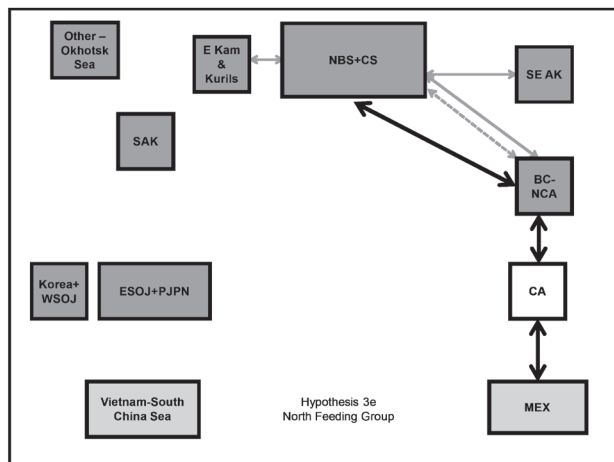 Other –
Okhotsk
Sea
E Kam
&
Kurils
NBS+CS
SE AK
SAK
BC-
NCA
Korea+
WSOJ
ESOJ+PJPN
CA
Vietnam-South
China Sea
Hypothesis 3e
North Feeding Group
MEX